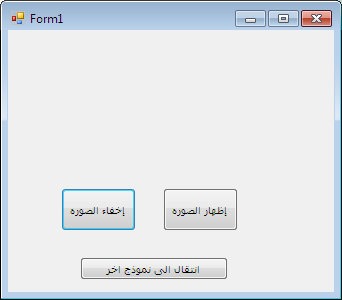 Form1
إظهار الصوره
إخفاء الصوره
انتقال الى نموذج اخر